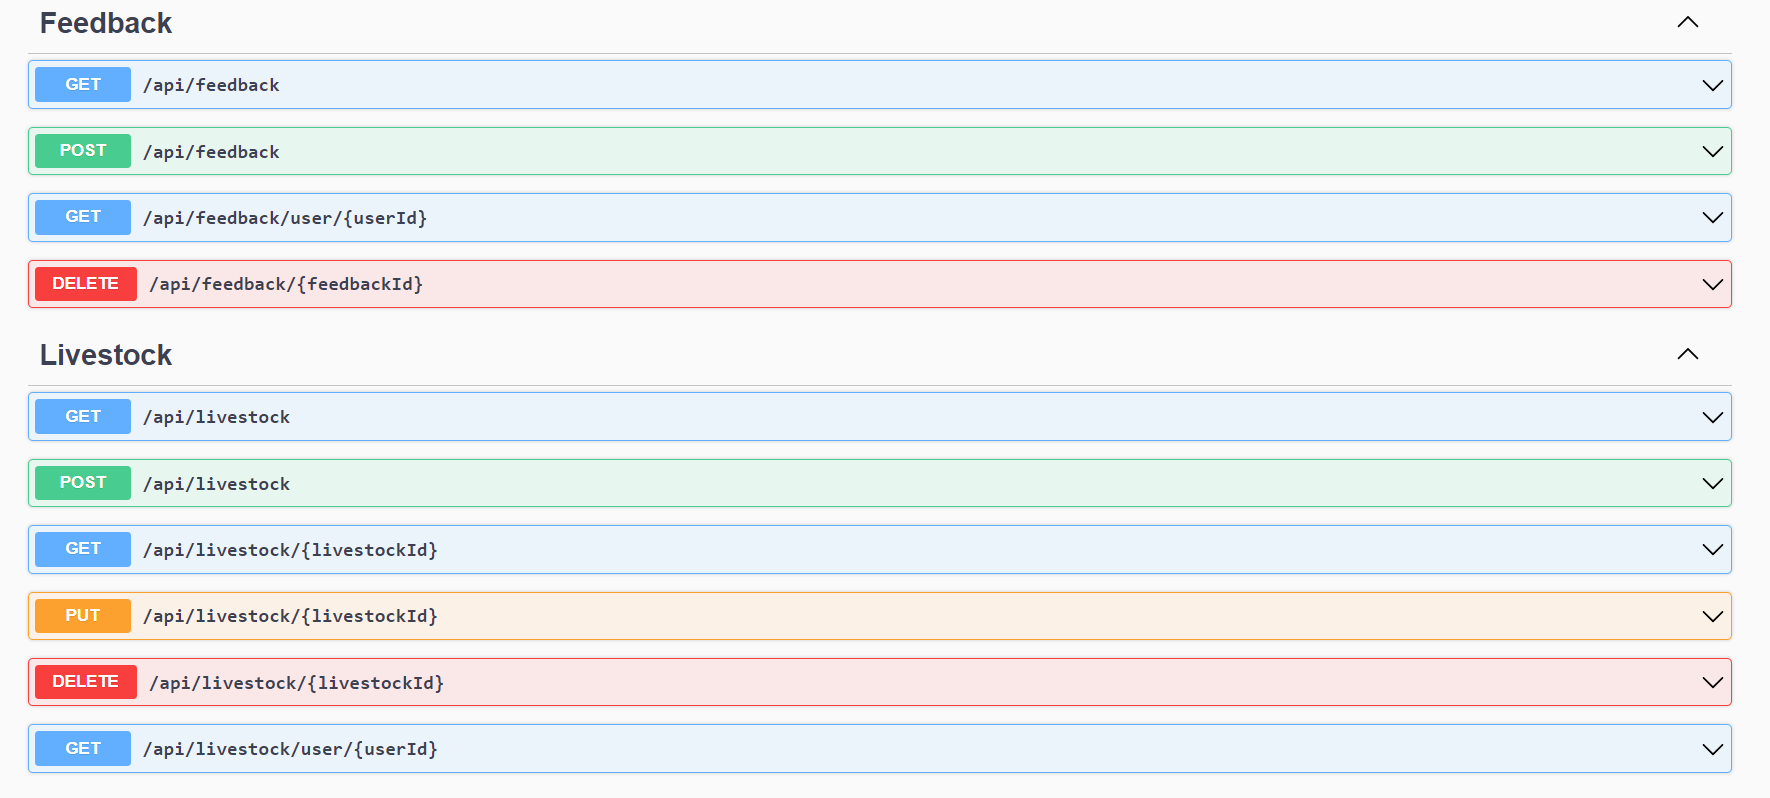 Feedback
GET /api/feedback
POST /api/feedback
GET /api/feedback/user/{userId}
DELETE /api/feedback/{feedbackId}
Livestock
GET /api/livestock
POST /api/livestock
GET /api/livestock/{livestockId}
PUT /api/livestock/{livestockId}
DELETE /api/livestock/{livestockId}
GET /api/livestock/user/{userId}